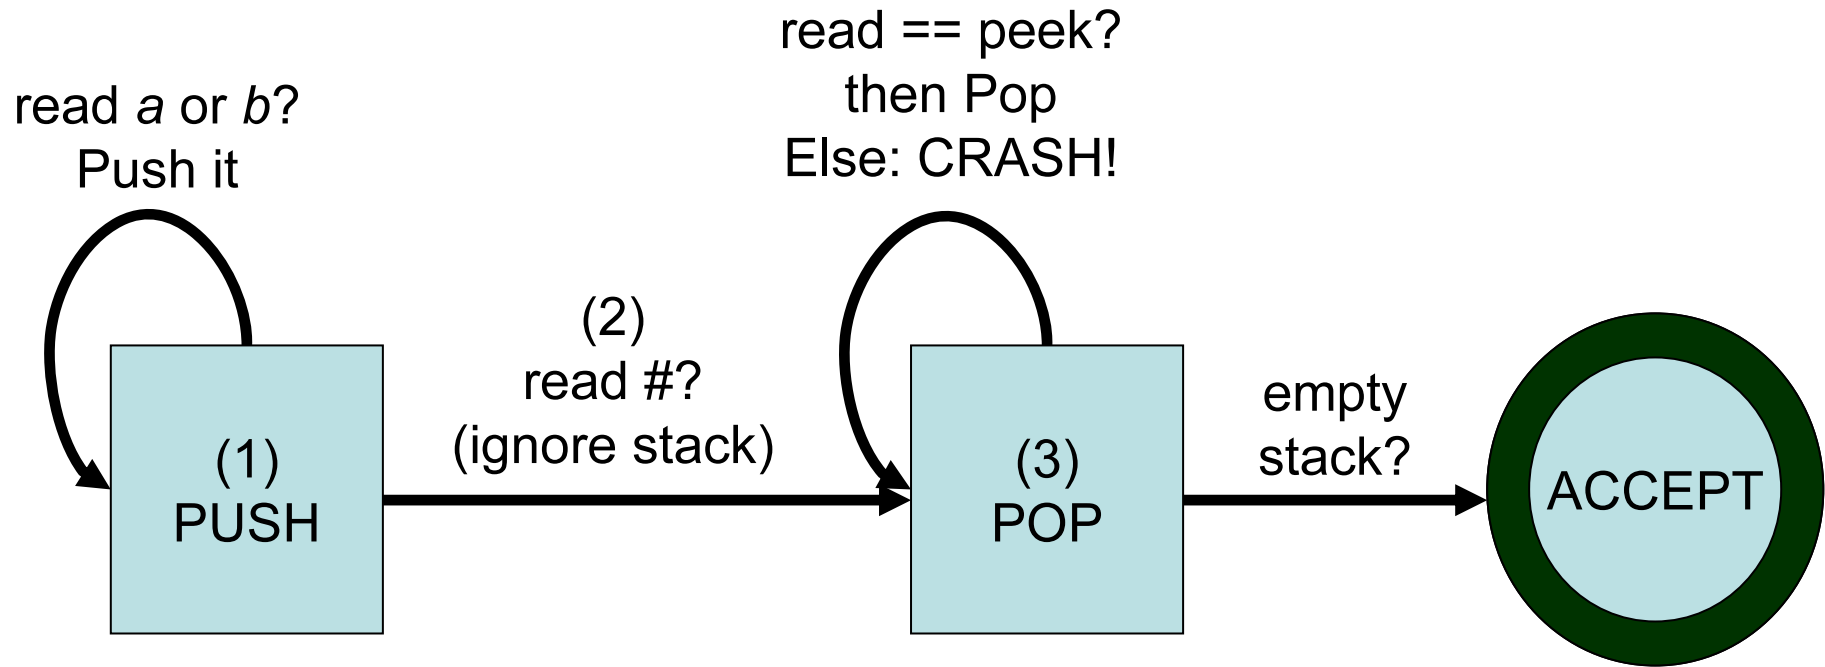 read a or b?
Push it
(1)
PUSH
(2)
read #?
(ignore stack)
read == peek?
then Pop
Else: CRASH!
(3)
POP
empty
stack?
ACCEPT